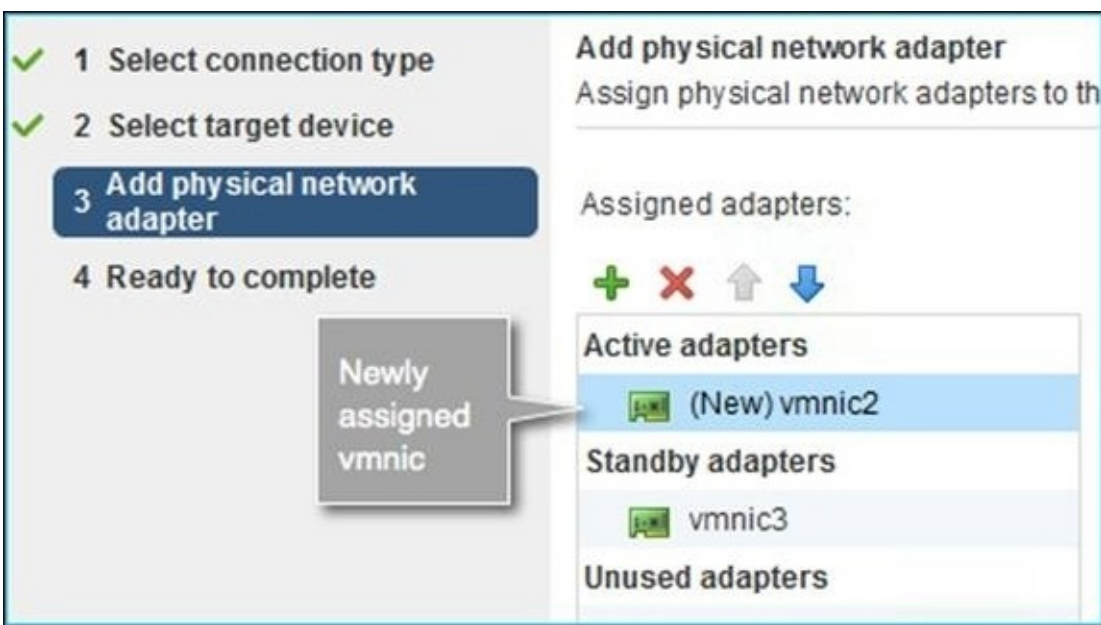 1 Select connection type
2 Select target device
3 Add physical network
adapter
4 Ready to complete
Newly
assigned
vmnic
Add physical network adapter
Assign physical network adapters to th
Assigned adapters:
Active adapters
(New) vmnic2
Standby adapters
vmnic3
Unused adapters